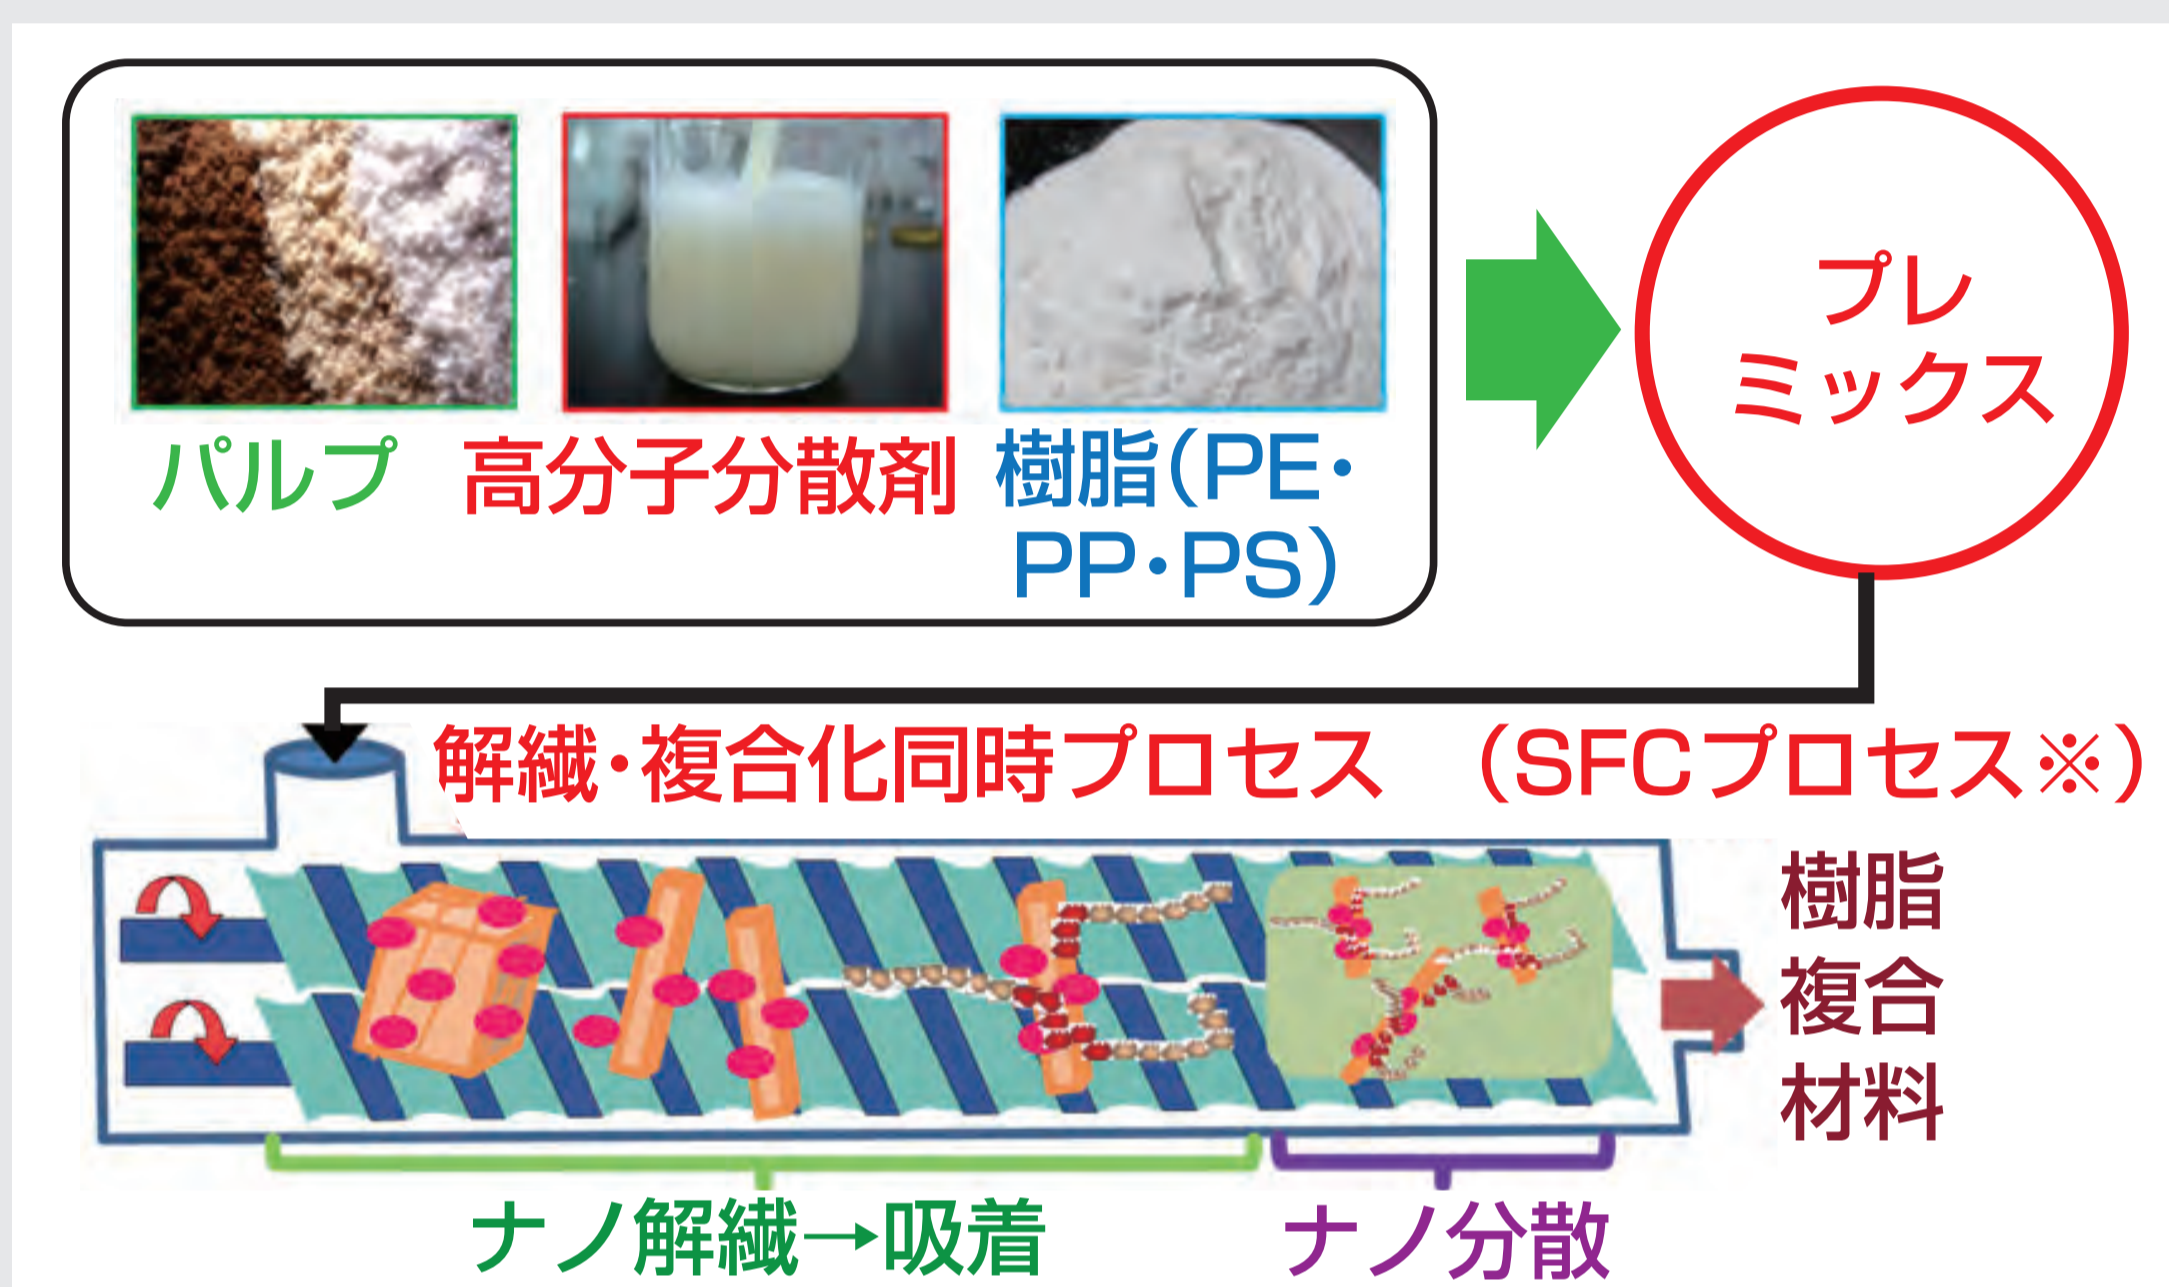 パルプ
高分子分散剤
樹脂(PE・
PP・PS)
プレ
ミックス
解繊・複合化同時プロセス (SFCプロセス※)
樹脂
複合
材料
ナノ解繊→吸着
ナノ分散